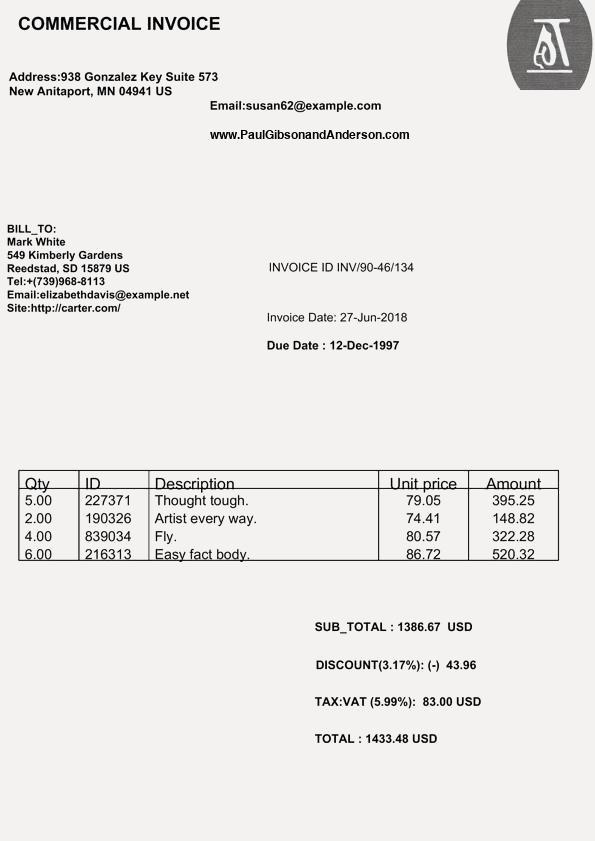 COMMERCIAL INVOICE
Address:938 Gonzalez Key Suite 573
New Anitaport, MN 04941 US
Email:susan62@example.com
www.PaulGibsonandAnderson.com
BILL_TO:
Mark White
549 Kimberly Gardens
Reedstad, SD 15879 US
Tel:+(739)968-8113
Email:elizabethdavis@example.net
Site:http://carter.com/
INVOICE ID INV/90-46/134
Invoice Date: 27-Jun-2018
Due Date : 12-Dec-1997
Qty ID Description Unit price Amount
5.00 227371 Thought tough. 79.05 395.25
2.00 190326 Artist every way. 74.41 148.82
4.00 839034 Fly. 80.57 322.28
6.00 216313 Easy fact body. 86.72 520.32
SUB_TOTAL : 1386.67 USD
DISCOUNT(3.17%): (-) 43.96
TAX:VAT (5.99%): 83.00 USD
TOTAL : 1433.48 USD